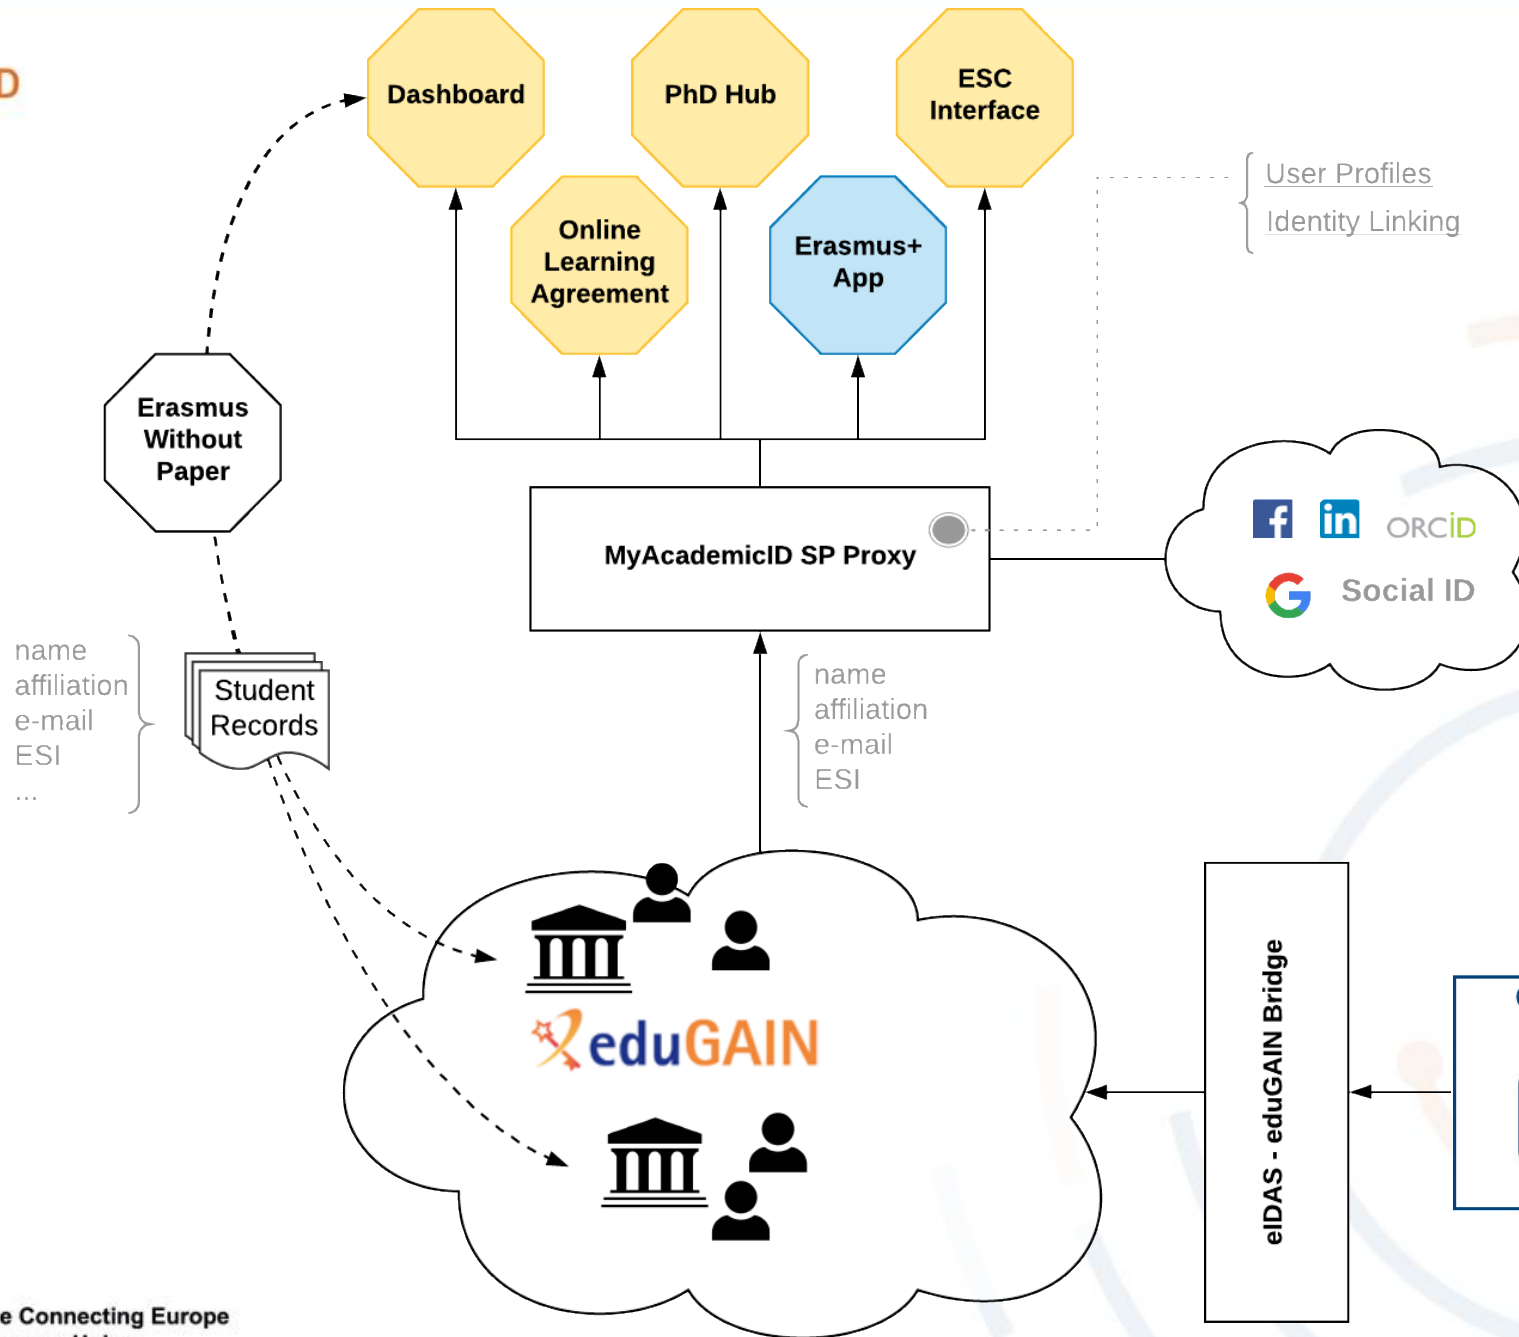 D
Dashboard
PhD Hub
ESC
Interface
User Profiles
Identity Linking
Online
Learning
Agreement
Erasmus+
App
Erasmus
Without
Paper
MyAcademicID SP Proxy
f
in
ORCiD
G
Social ID
name
affiliation
e-mail
ESI
...
Student
Records
name
affiliation
e-mail
ESI
eduGAIN
eIDAS - eduGAIN Bridge
e Connecting Europe